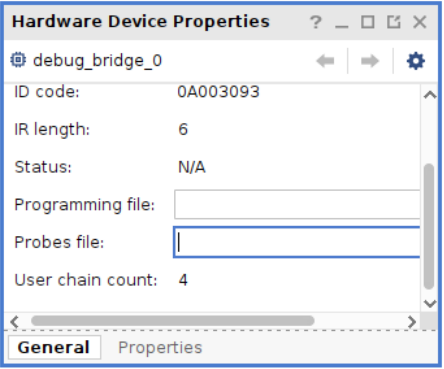 Hardware Device Properties
debug_bridge_0
ID code: 0A003093
IR length: 6
Status: N/A
Programming file:
Probes file:
User chain count: 4
General Properties